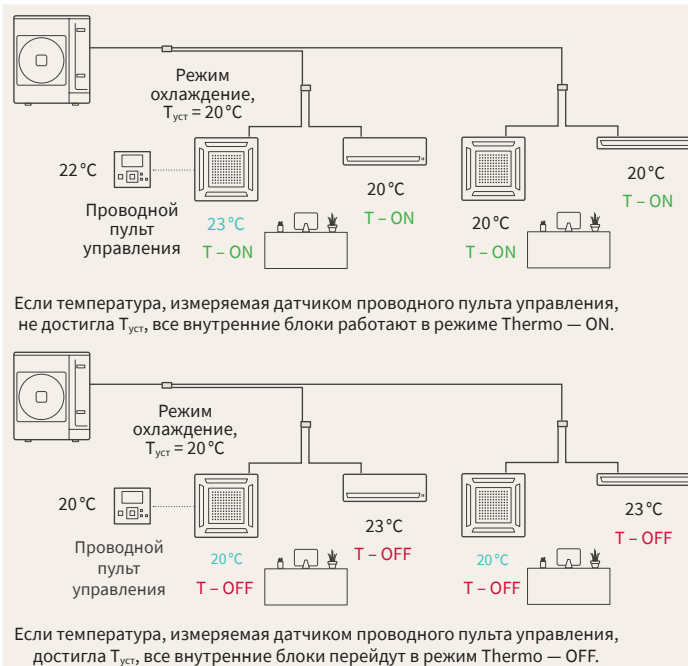 Режим
охлаждение,
Tуст = 20 °C
22 °C
Проводной
пульт
управления
23 °C
T – ON
20 °C
T – ON
20 °C
T – ON
20 °C
T – ON
Если температура, измеряемая датчиком проводного пульта управления,
не достигла Tуст, все внутренние блоки работают в режиме Thermo — ON.
Режим
охлаждение,
Tуст = 20 °C
20 °C
Проводной
пульт
управления
20 °C
T – OFF
23 °C
T – OFF
20 °C
T – OFF
23 °C
T – OFF
Если температура, измеряемая датчиком проводного пульта управления,
достигла Tуст, все внутренние блоки перейдут в режим Thermo — OFF.